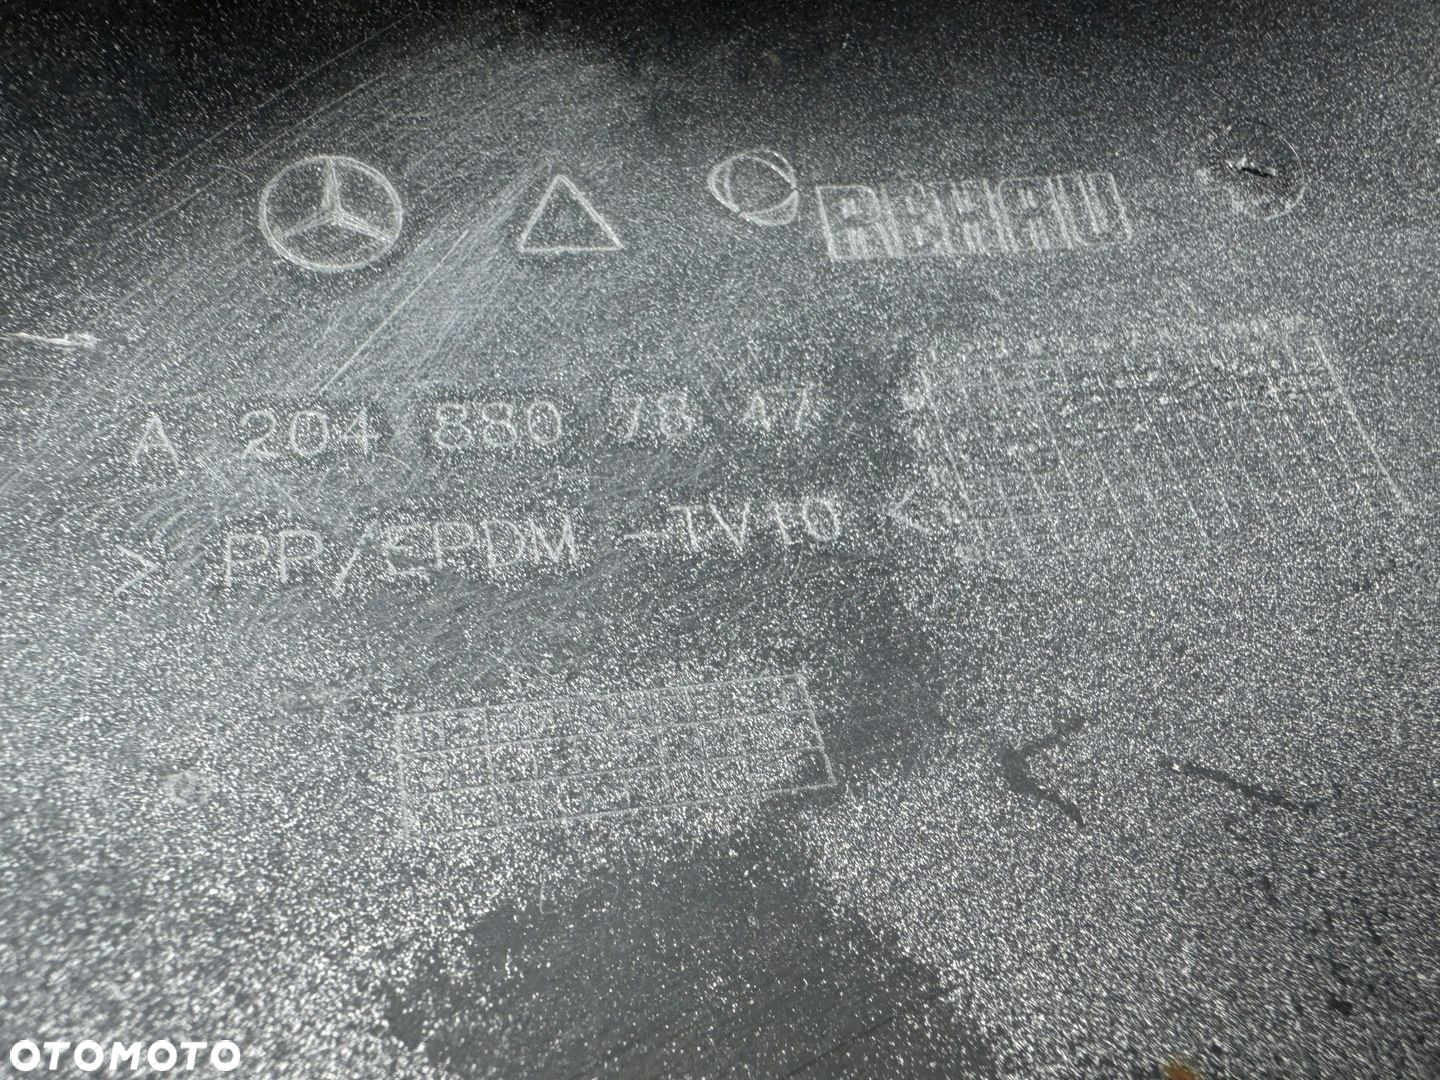 REHAU
A 204 880 78 47
> PP/EPDM -TV10 <
OTOMOTO